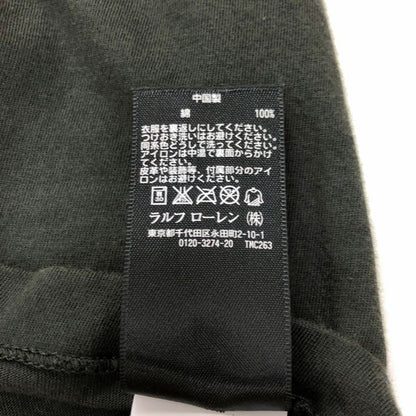 中国製
綿 100%
衣服を裏返しにしてください。
つけおき洗いはお避けください。
同系色どうしで洗ってください。
アイロンは中温で裏面からかけ
てください。
皮革や装飾等、付属部分のアイ
ロンはお避けください。
ラルフ ローレン (株)
東京都千代田区永田町2-10-1
0120-3274-20 TMC263